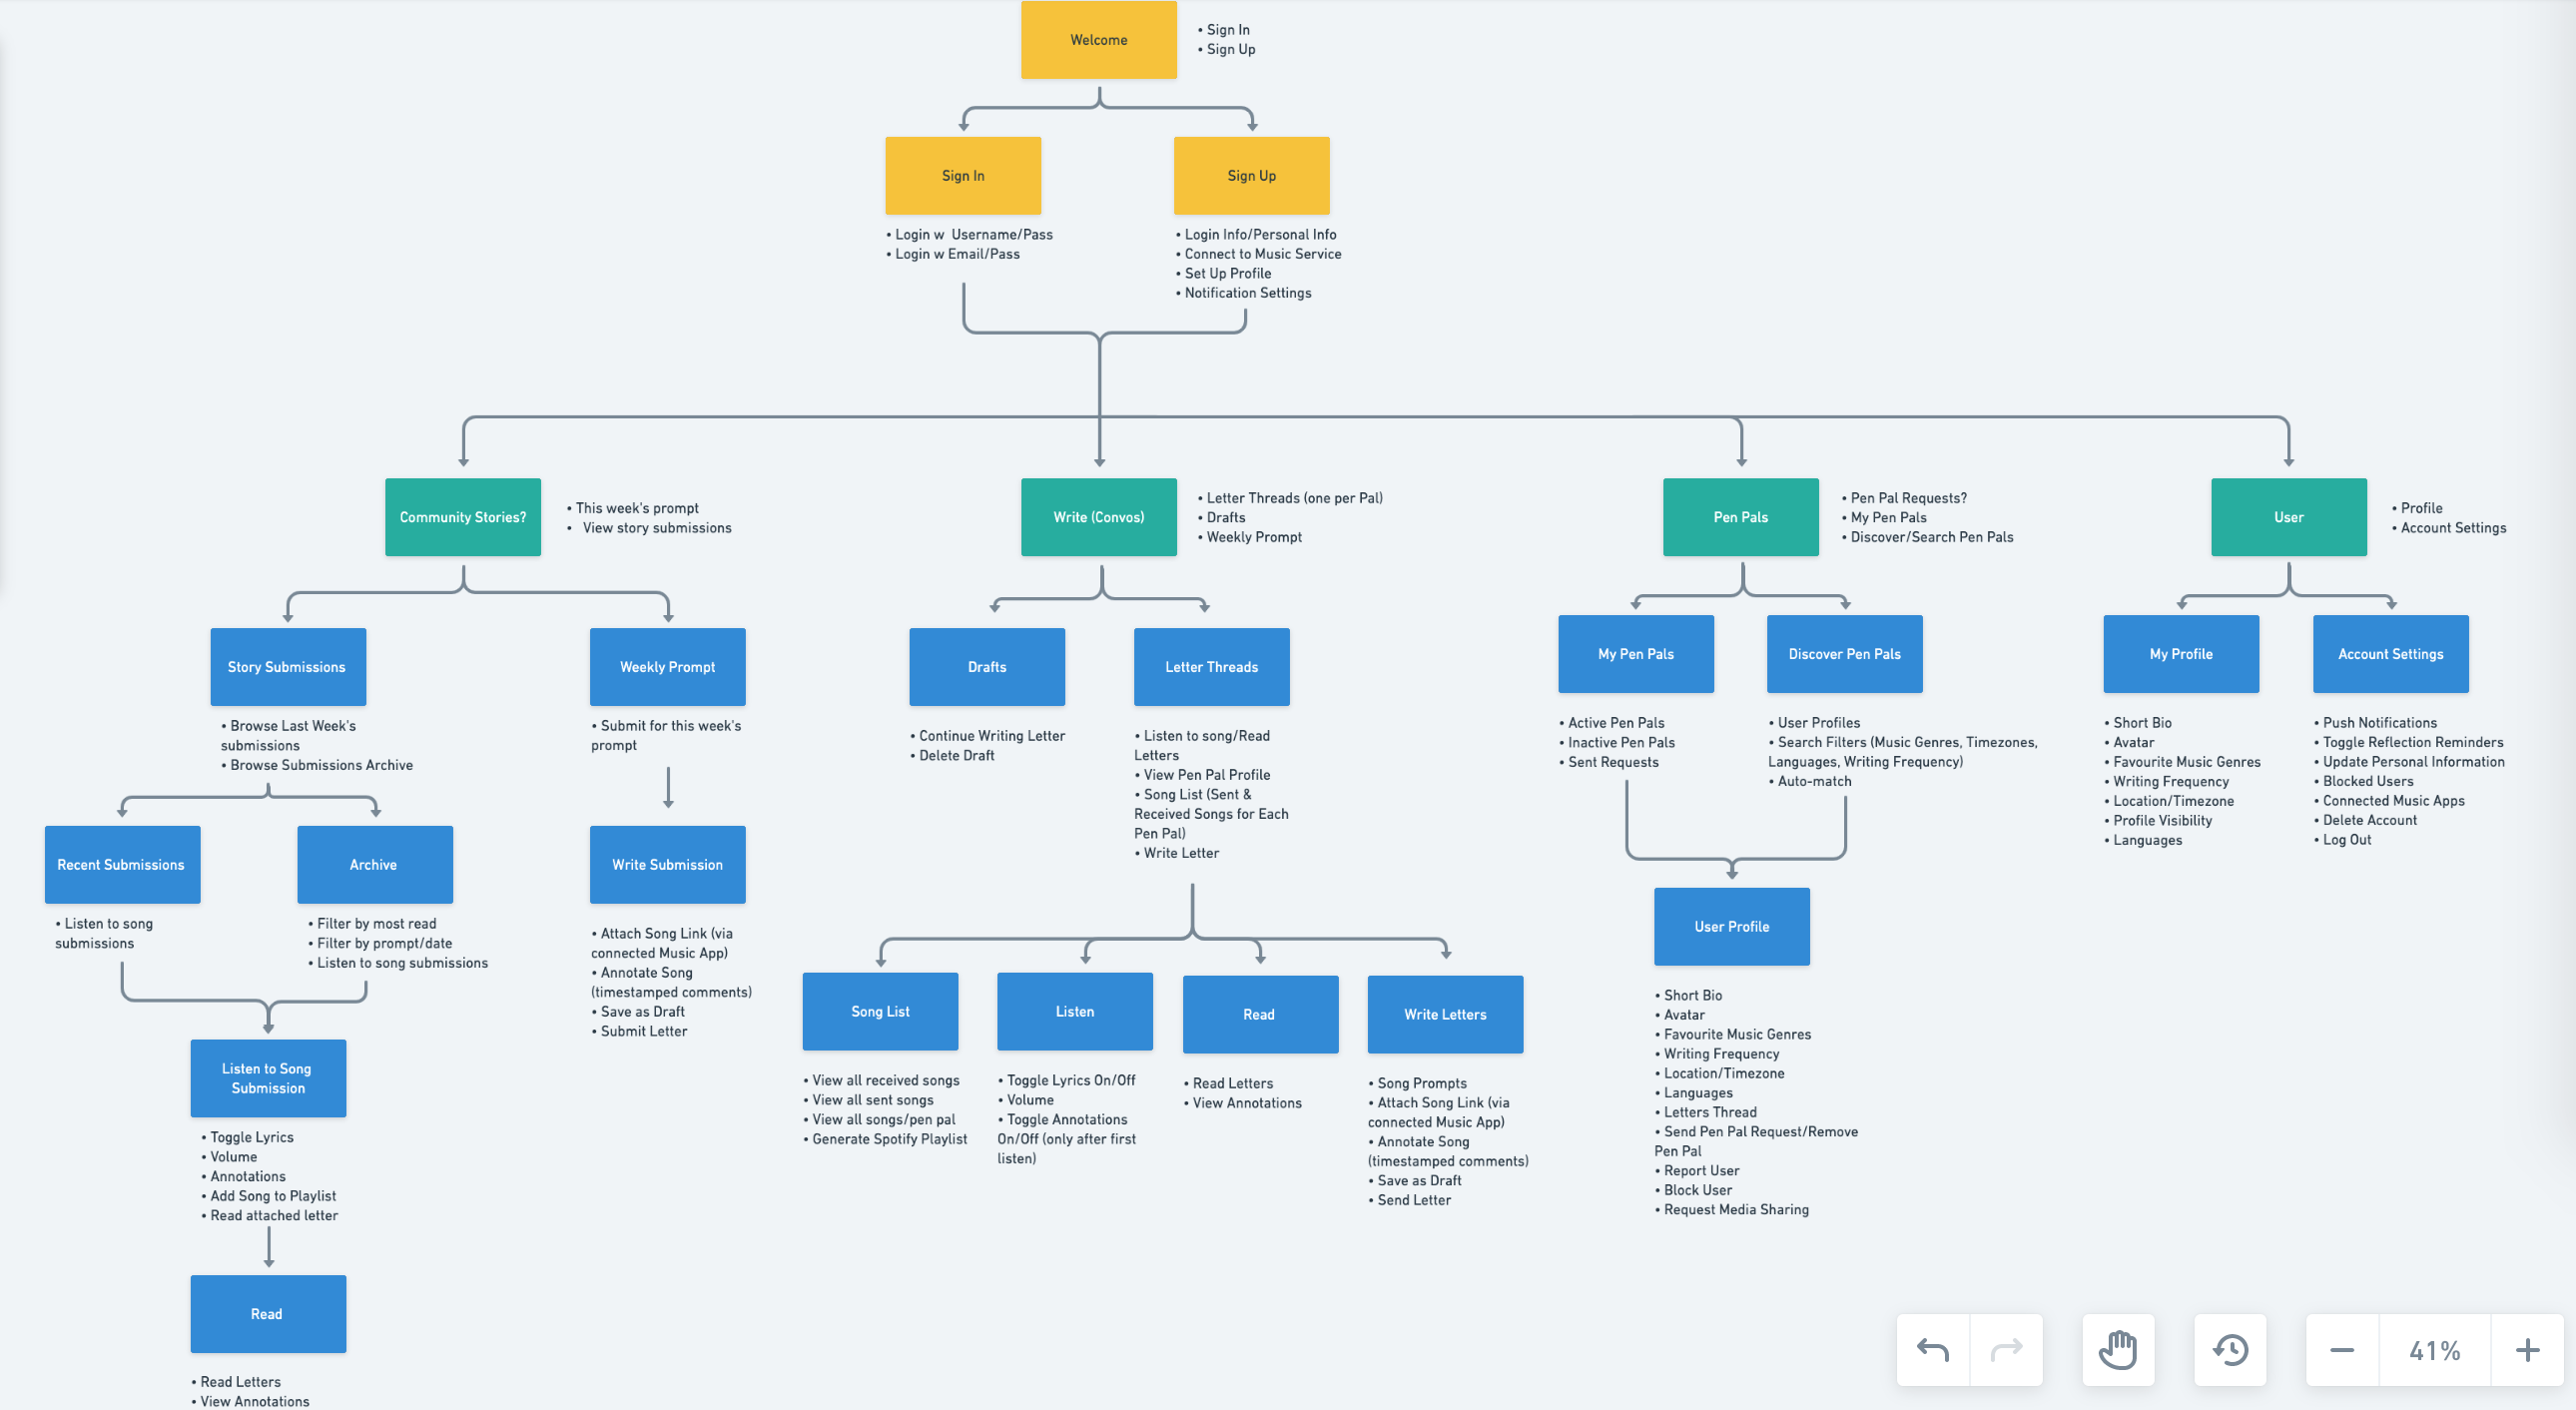 Welcome
• Sign In
• Sign Up
Sign In
Sign Up
• Login w  Username/Pass
• Login w Email/Pass
• Login Info/Personal Info
• Connect to Music Service
• Set Up Profile
• Notification Settings
Community Stories?
• This week's prompt
•   View story submissions
Write (Convos)
• Letter Threads (one per Pal)
• Drafts
• Weekly Prompt
Pen Pals
• Pen Pal Requests?
• My Pen Pals
• Discover/Search Pen Pals
User
• Profile
• Account Settings
Story Submissions
• Browse Last Week's
submissions
• Browse Submissions Archive
Weekly Prompt
• Submit for this week's
prompt
Drafts
• Continue Writing Letter
• Delete Draft
Letter Threads
• Listen to song/Read
Letters
• View Pen Pal Profile
• Song List (Sent &
Received Songs for Each
Pen Pal)
• Write Letter
My Pen Pals
• Active Pen Pals
• Inactive Pen Pals
• Sent Requests
Discover Pen Pals
• User Profiles
• Search Filters (Music Genres, Timezones,
Languages, Writing Frequency)
• Auto-match
My Profile
• Short Bio
• Avatar
• Favourite Music Genres
• Writing Frequency
• Location/Timezone
• Profile Visibility
• Languages
Account Settings
• Push Notifications
• Toggle Reflection Reminders
• Update Personal Information
• Blocked Users
• Connected Music Apps
• Delete Account
• Log Out
Recent Submissions
• Listen to song
submissions
Archive
• Filter by most read
• Filter by prompt/date
• Listen to song submissions
Write Submission
• Attach Song Link (via
connected Music App)
• Annotate Song
(timestamped comments)
• Save as Draft
• Submit Letter
Song List
• View all received songs
• View all sent songs
• View all songs/pen pal
• Generate Spotify Playlist
Listen
• Toggle Lyrics On/Off
• Volume
• Toggle Annotations
On/Off (only after first
listen)
Read
• Read Letters
• View Annotations
Write Letters
• Song Prompts
• Attach Song Link (via
connected Music App)
• Annotate Song
(timestamped comments)
• Save as Draft
• Send Letter
User Profile
• Short Bio
• Avatar
• Favourite Music Genres
• Writing Frequency
• Location/Timezone
• Languages
• Letters Thread
• Send Pen Pal Request/Remove
Pen Pal
• Report User
• Block User
• Request Media Sharing
Listen to Song
Submission
• Toggle Lyrics
• Volume
• Annotations
• Add Song to Playlist
• Read attached letter
Read
• Read Letters
• View Annotations
41%